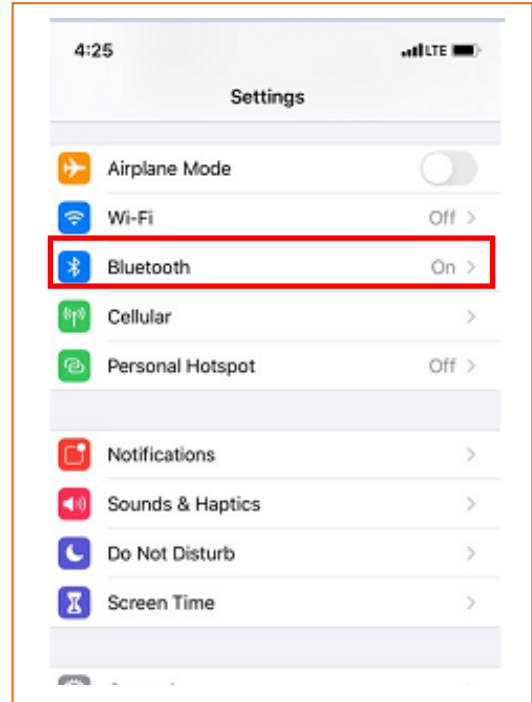 4:25 LTE
Settings
Airplane Mode
Wi-Fi Off
Bluetooth On
Cellular
Personal Hotspot Off
Notifications
Sounds & Haptics
Do Not Disturb
Screen Time